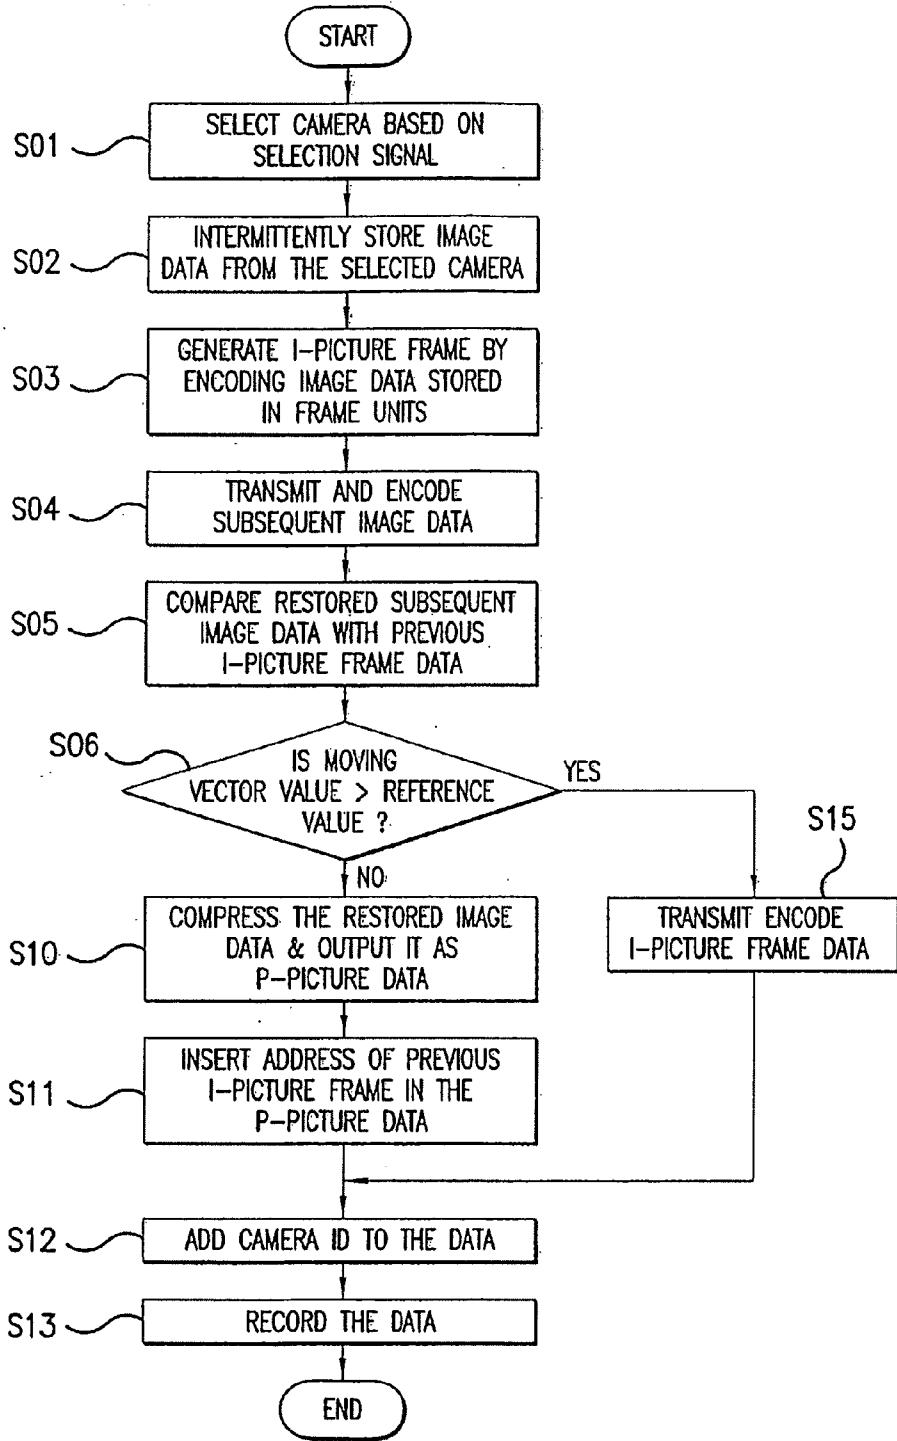 START
S01
SELECT CAMERA BASED ON
SELECTION SIGNAL
S02
INTERMITTENTLY STORE IMAGE
DATA FROM THE SELECTED CAMERA
S03
GENERATE I-PICTURE FRAME BY
ENCODING IMAGE DATA STORED
IN FRAME UNITS
S04
TRANSMIT AND ENCODE
SUBSEQUENT IMAGE DATA
S05
COMPARE RESTORED SUBSEQUENT
IMAGE DATA WITH PREVIOUS
I-PICTURE FRAME DATA
S06
IS MOVING
VECTOR VALUE > REFERENCE
VALUE ?
YES
NO
S15
TRANSMIT ENCODE
I-PICTURE FRAME DATA
S10
COMPRESS THE RESTORED IMAGE
DATA & OUTPUT IT AS
P-PICTURE DATA
S11
INSERT ADDRESS OF PREVIOUS
I-PICTURE FRAME IN THE
P-PICTURE DATA
S12
ADD CAMERA ID TO THE DATA
S13
RECORD THE DATA
END